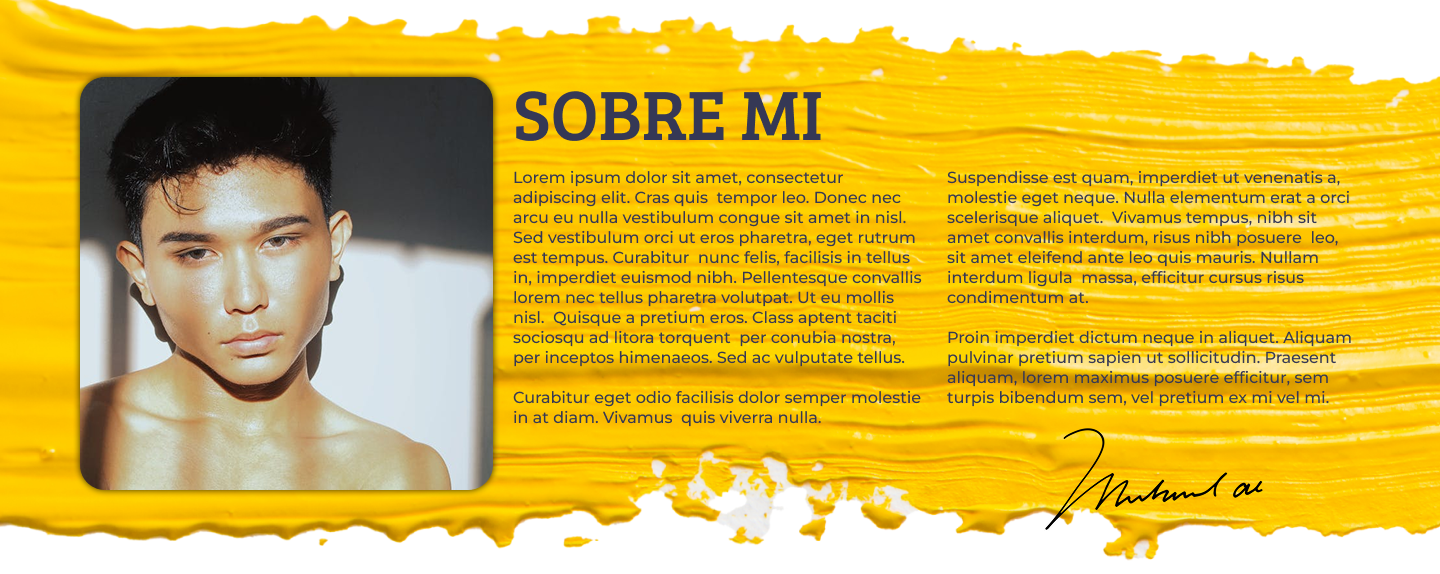 SOBRE MI
Lorem ipsum dolor sit amet, consectetur
adipiscing elit. Cras quis  tempor leo. Donec nec
arcu eu nulla vestibulum congue sit amet in nisl.
Sed vestibulum orci ut eros pharetra, eget rutrum
est tempus. Curabitur  nunc felis, facilisis in tellus
in, imperdiet euismod nibh. Pellentesque convallis
lorem nec tellus pharetra volutpat. Ut eu mollis
nisl.  Quisque a pretium eros. Class aptent taciti
sociosqu ad litora torquent  per conubia nostra,
per inceptos himenaeos. Sed ac vulputate tellus.
Curabitur eget odio facilisis dolor semper molestie
in at diam. Vivamus  quis viverra nulla.
Suspendisse est quam, imperdiet ut venenatis a,
molestie eget neque. Nulla elementum erat a orci
scelerisque aliquet.  Vivamus tempus, nibh sit
amet convallis interdum, risus nibh posuere  leo,
sit amet eleifend ante leo quis mauris. Nullam
interdum ligula  massa, efficitur cursus risus
condimentum at.
Proin imperdiet dictum neque in aliquet. Aliquam
pulvinar pretium sapien ut sollicitudin. Praesent
aliquam, lorem maximus posuere efficitur, sem
turpis bibendum sem, vel pretium ex mi vel mi.